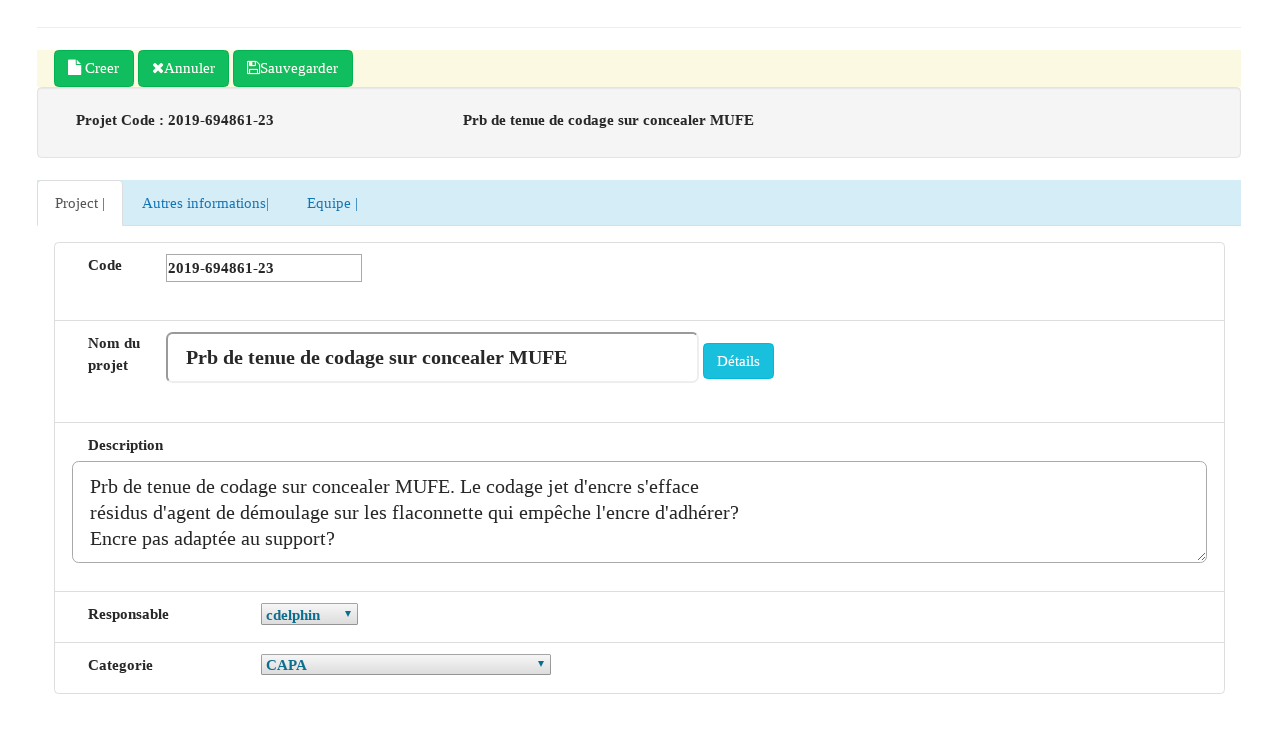 Creer Annuler Sauvegarder
Projet Code : 2019-694861-23 Prb de tenue de codage sur concealer MUFE
Project | Autres informations| Equipe |
Code 2019-694861-23
Nom du projet Prb de tenue de codage sur concealer MUFE Détails
Description
Prb de tenue de codage sur concealer MUFE. Le codage jet d'encre s'efface
résidus d'agent de démoulage sur les flaconnette qui empêche l'encre d'adhérer?
Encre pas adaptée au support?
Responsable cdelphin
Categorie CAPA